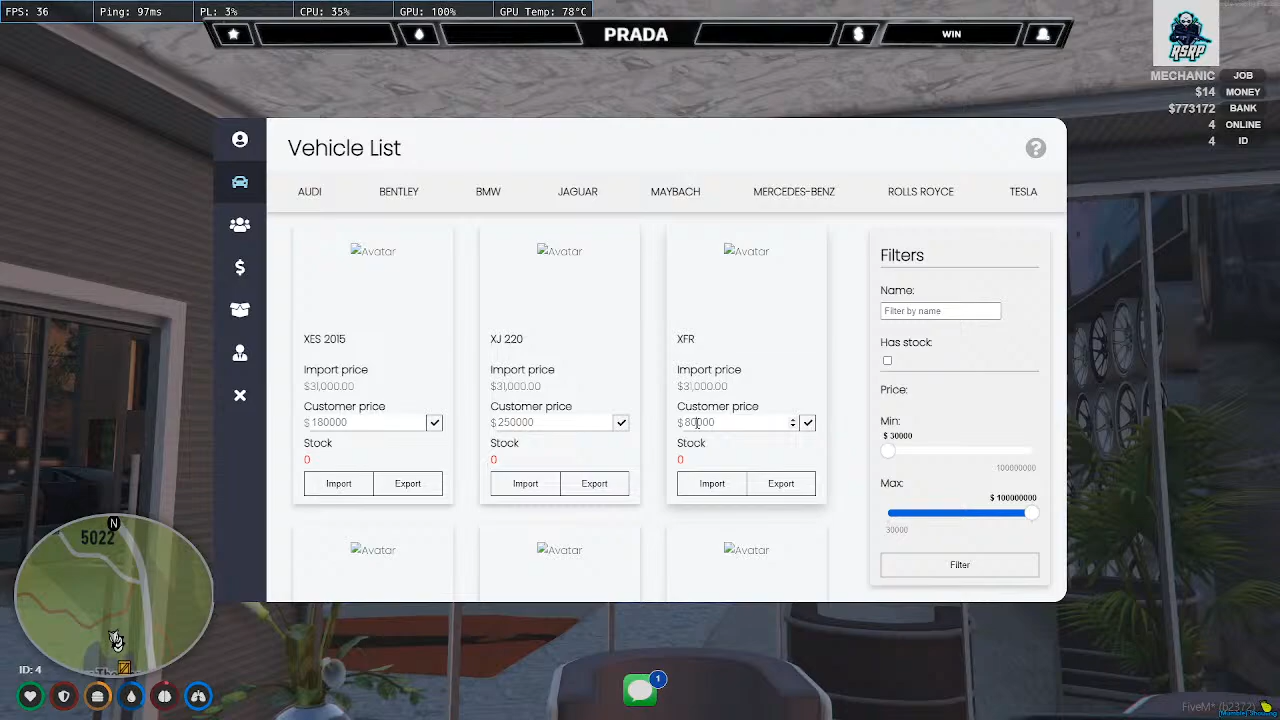 FPS: 36
Ping: 97ms
PL: 3%
CPU: 35%
GPU: 100%
GPU Temp: 78°C
PRADA
WIN
RSRP
MECHANIC JOB
$14 MONEY
$773172 BANK
4 ONLINE
4 ID
Vehicle List
?
AUDI BENTLEY BMW JAGUAR MAYBACH MERCEDES-BENZ ROLLS ROYCE TESLA
Avatar Avatar Avatar
XES 2015 XJ 220 XFR
Import price Import price Import price
$31,000.00 $31,000.00 $31,000.00
Customer price Customer price Customer price
$ 180000 $ 250000 $ 80000
Stock Stock Stock
0 0 0
Import Export Import Export Import Export
Avatar Avatar Avatar
Filters
Name:
Filter by name
Has stock:
Price:
Min:
$ 30000
100000000
Max:
$ 100000000
30000
Filter
N
5022
ID: 4
1
FiveM* (b2372)